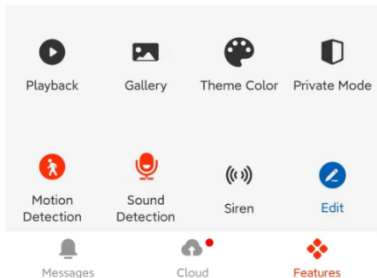 Playback
Gallery
Theme Color
Private Mode
Motion
Detection
Sound
Detection
Siren
Edit
Messages
Cloud
Features